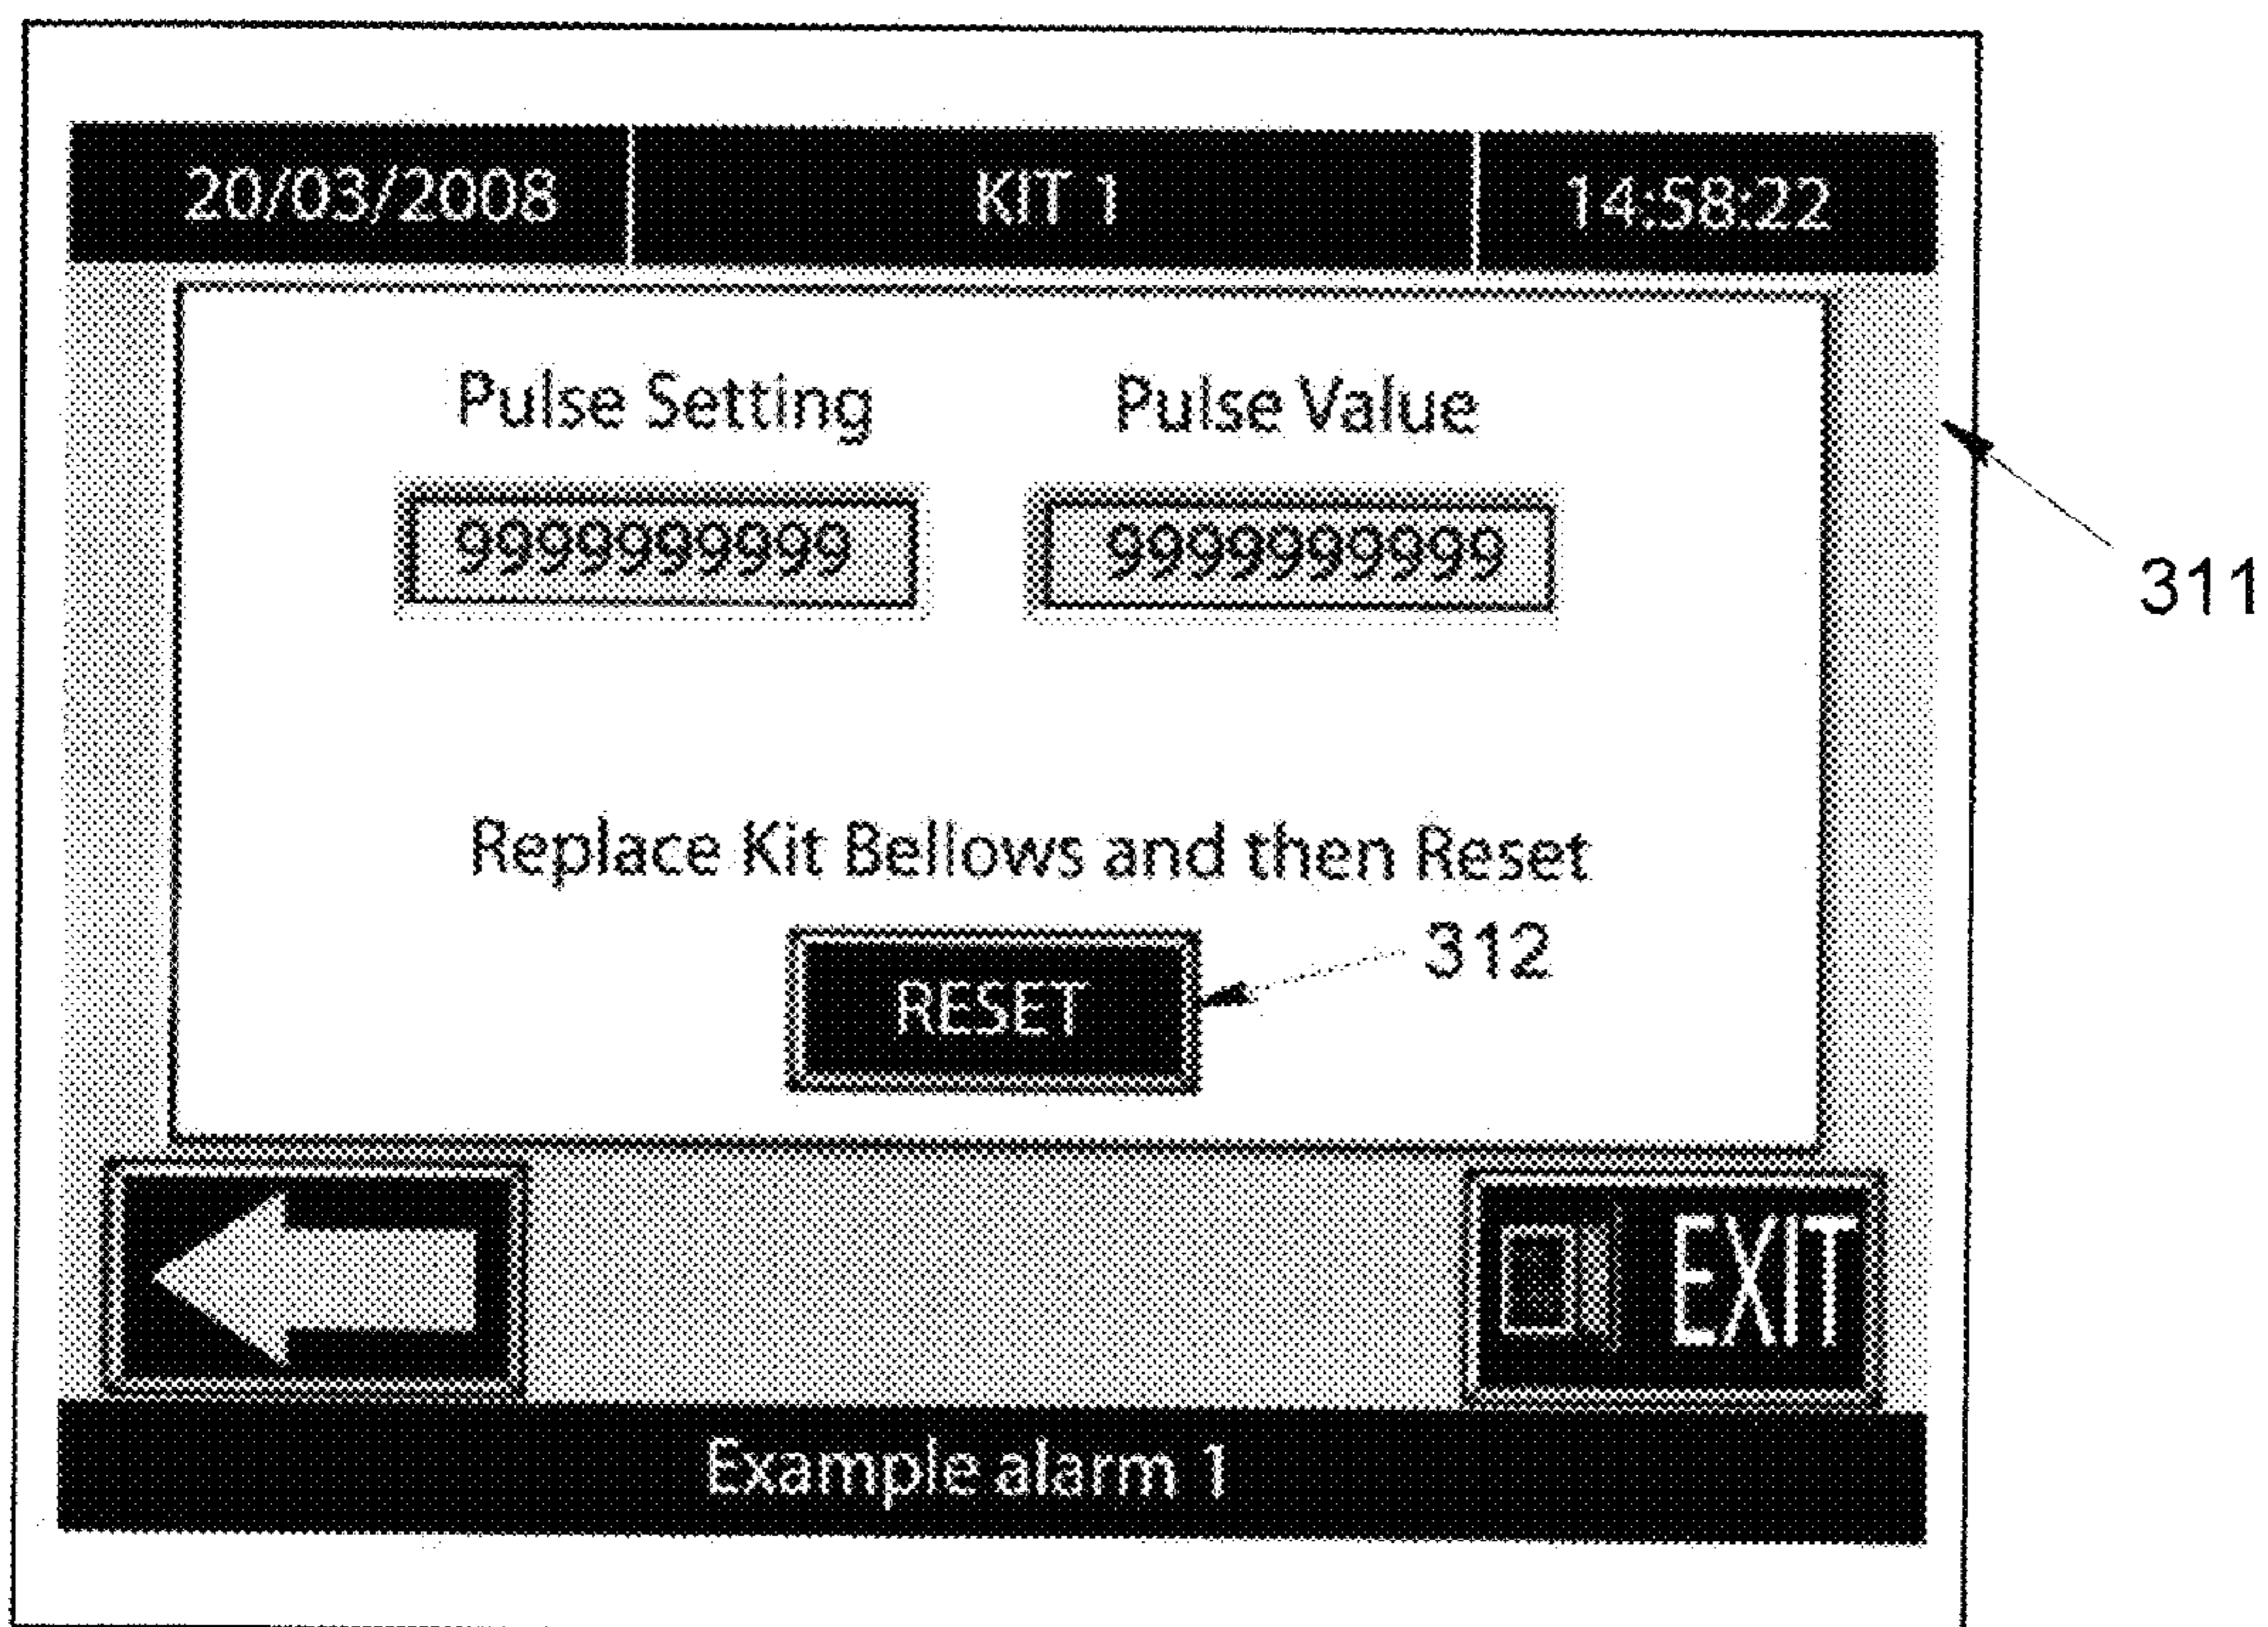 20/03/2008 KIT 1 14:58:22
Pulse Setting Pulse Value
9999999999 9999999999
311
Replace Kit Bellows and then Reset
312
RESET
EXIT
Example alarm 1